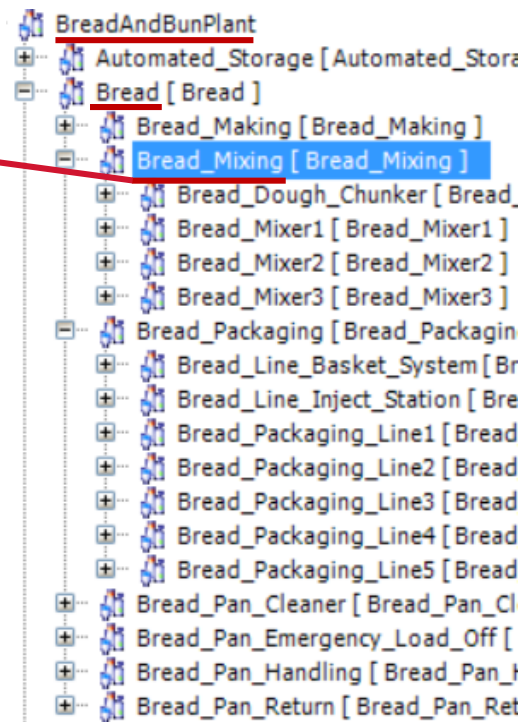 BreadAndBunPlant
Automated_Storage [ Automated_Stora
Bread [ Bread ]
Bread_Making [ Bread_Making ]
Bread_Mixing [ Bread_Mixing ]
Bread_Dough_Chunker [ Bread_
Bread_Mixer1 [ Bread_Mixer1 ]
Bread_Mixer2 [ Bread_Mixer2 ]
Bread_Mixer3 [ Bread_Mixer3 ]
Bread_Packaging [ Bread_Packagin
Bread_Line_Basket_System [ Br
Bread_Line_Inject_Station [ Bre
Bread_Packaging_Line1 [ Bread
Bread_Packaging_Line2 [ Bread
Bread_Packaging_Line3 [ Bread
Bread_Packaging_Line4 [ Bread
Bread_Packaging_Line5 [ Bread
Bread_Pan_Cleaner [ Bread_Pan_Cl
Bread_Pan_Emergency_Load_Off [
Bread_Pan_Handling [ Bread_Pan_H
Bread_Pan_Return [ Bread_Pan_Ret